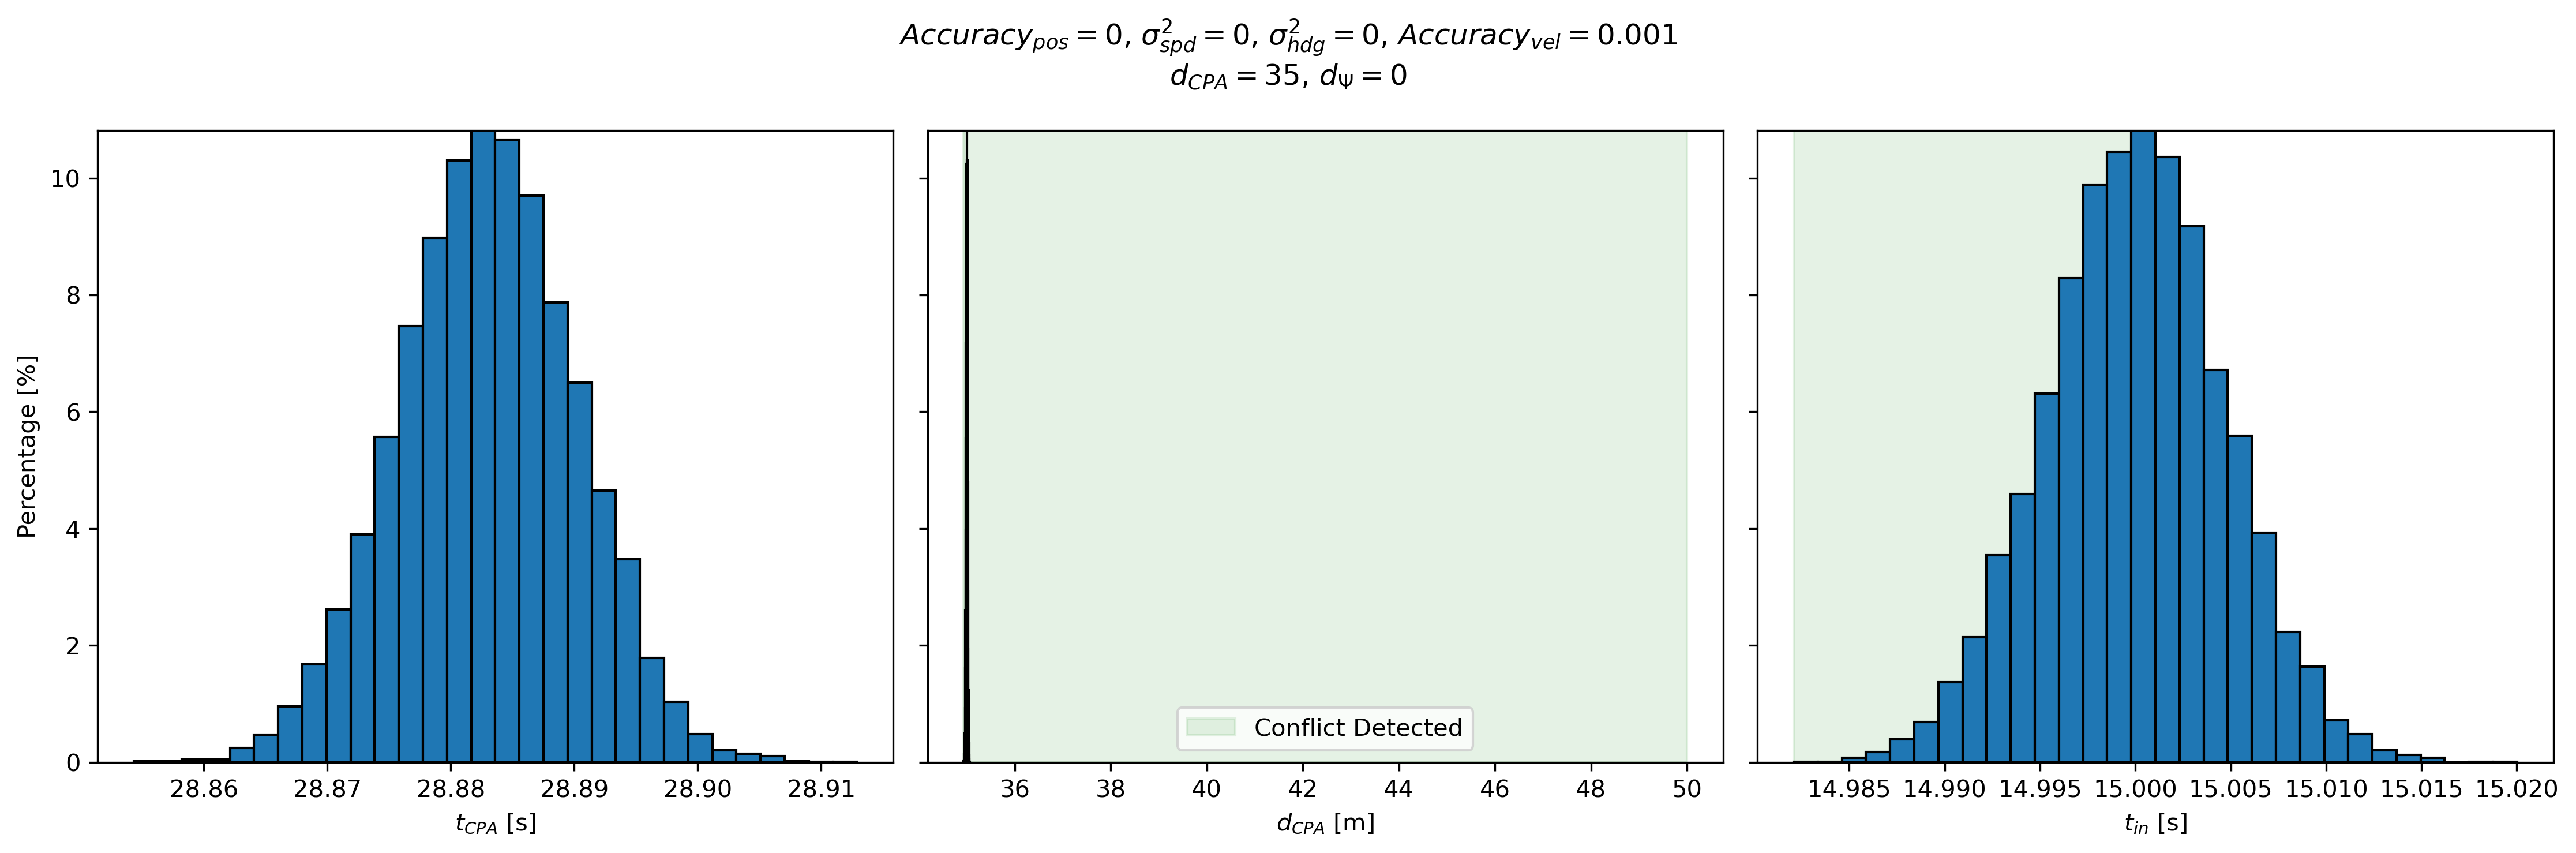 Accuracy_pos = 0, σ²_spd = 0, σ²_hdg = 0, Accuracy_vel = 0.001
d_CPA = 35, d_Ψ = 0
Percentage [%]
10
8
6
4
2
0
28.86 28.87 28.88 28.89 28.90 28.91
t_CPA [s]
Conflict Detected
36 38 40 42 44 46 48 50
d_CPA [m]
14.985 14.990 14.995 15.000 15.005 15.010 15.015 15.020
t_in [s]